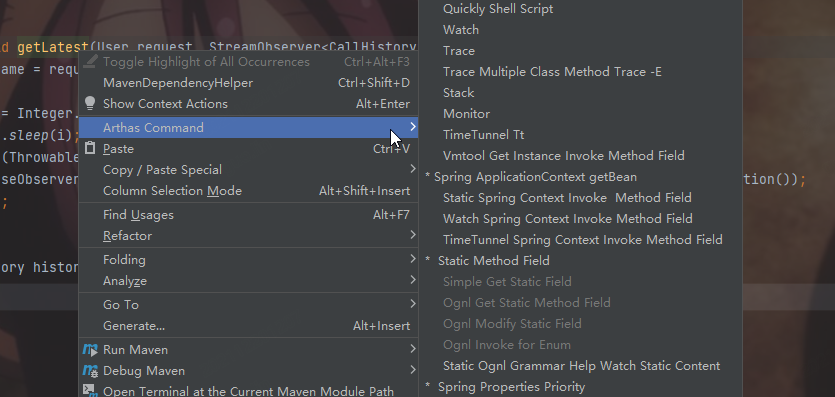 d getLatest(User request, StreamObserver<CallHistory
ame = requ
= Integer.
.sleep(i);
(Throwable
seObserver
tion());
;
ory histor
Toggle Highlight of All Occurrences Ctrl+Alt+F3
MavenDependencyHelper Ctrl+Shift+D
Show Context Actions Alt+Enter
Arthas Command
Paste Ctrl+V
Copy / Paste Special
Column Selection Mode Alt+Shift+Insert
Find Usages Alt+F7
Refactor
Folding
Analyze
Go To
Generate... Alt+Insert
Run Maven
Debug Maven
Open Terminal at the Current Maven Module Path
Quickly Shell Script
Watch
Trace
Trace Multiple Class Method Trace -E
Stack
Monitor
TimeTunnel Tt
Vmtool Get Instance Invoke Method Field
* Spring ApplicationContext getBean
Static Spring Context Invoke Method Field
Watch Spring Context Invoke Method Field
TimeTunnel Spring Context Invoke Method Field
* Static Method Field
Simple Get Static Field
Ognl Get Static Method Field
Ognl Modify Static Field
Ognl Invoke for Enum
Static Ognl Grammar Help Watch Static Content
* Spring Properties Priority